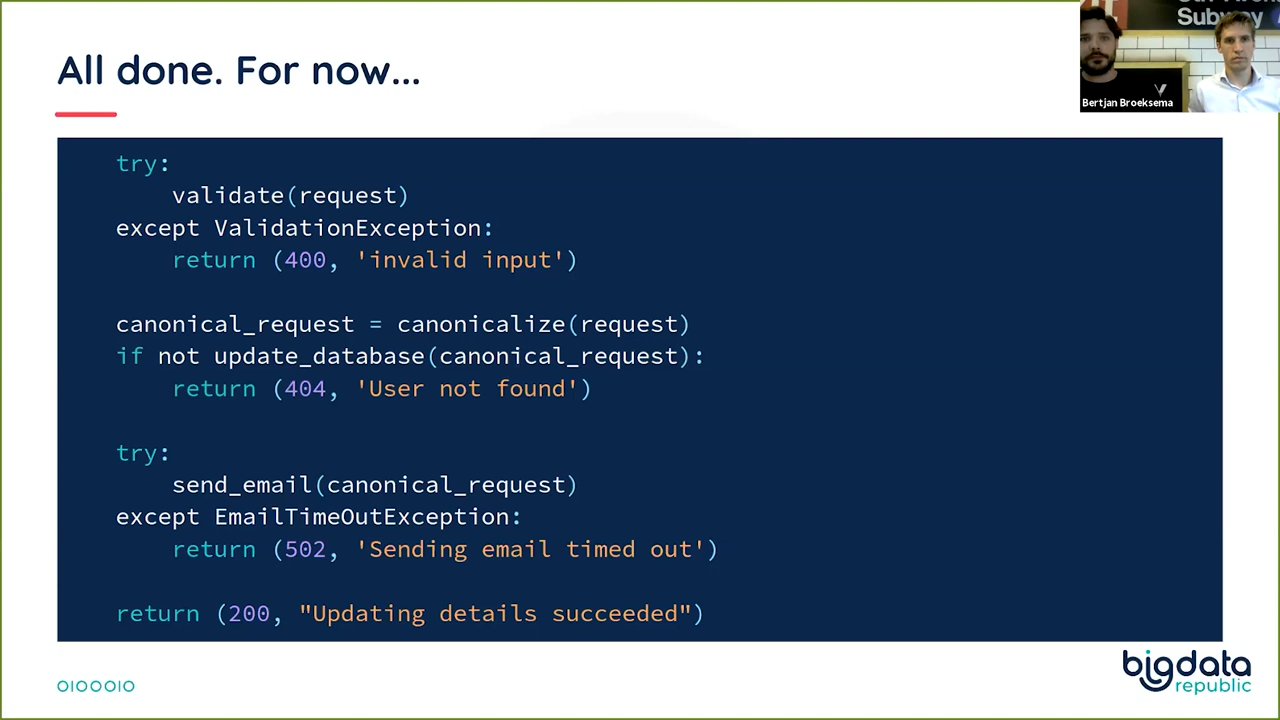 All done. For now...
Subway
Bertjan Broeksema
try:
validate(request)
except ValidationException:
return (400, 'invalid input')
canonical_request = canonicalize(request)
if not update_database(canonical_request):
return (404, 'User not found')
try:
send_email(canonical_request)
except EmailTimeOutException:
return (502, 'Sending email timed out')
return (200, "Updating details succeeded")
bigdata
republic
0100010